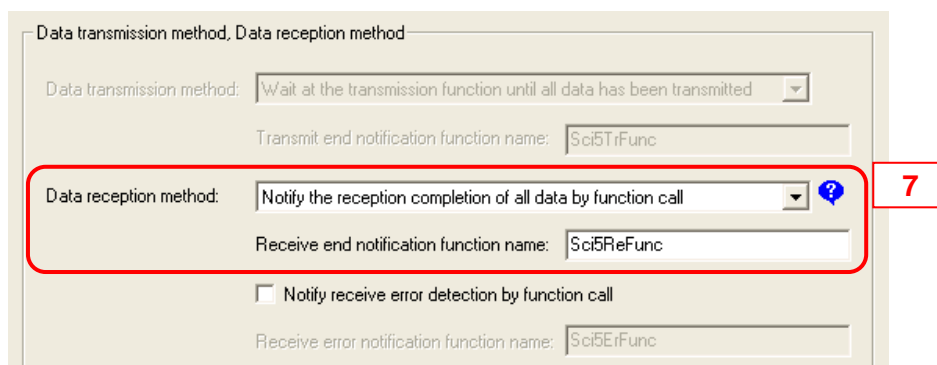 Data transmission method, Data reception method
Data transmission method: Wait at the transmission function until all data has been transmitted
Transmit end notification function name: Sci5TrFunc
Data reception method: Notify the reception completion of all data by function call
7
Receive end notification function name: Sci5ReFunc
Notify receive error detection by function call
Receive error notification function name: Sci5ErFunc